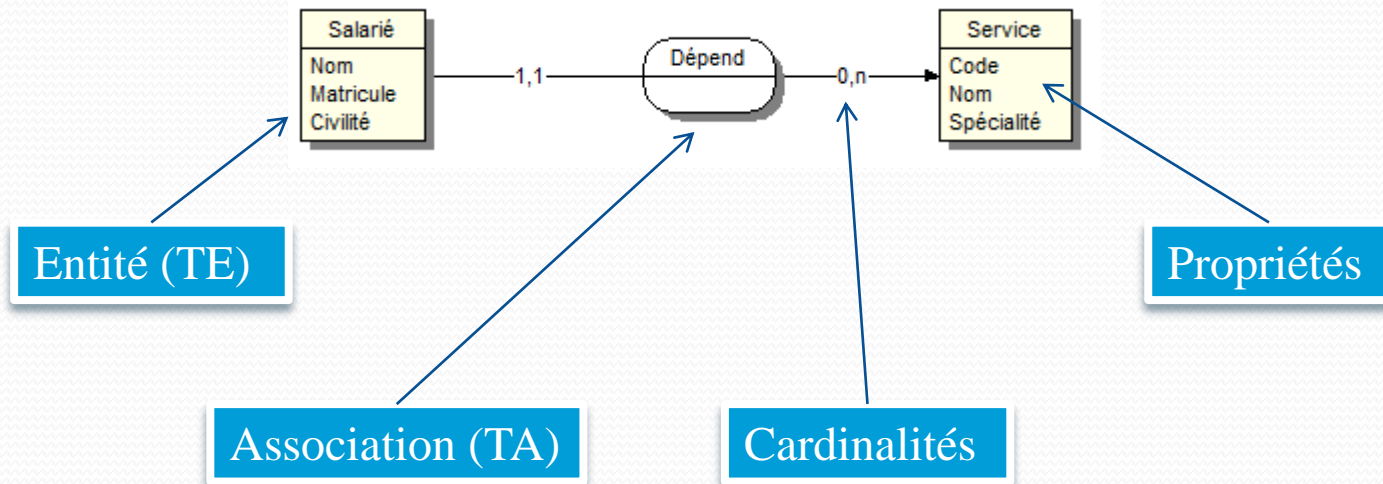 Salarié
Nom
Matricule
Civilité
1,1
Dépend
0,n
Service
Code
Nom
Spécialité
Entité (TE)
Propriétés
Association (TA)
Cardinalités